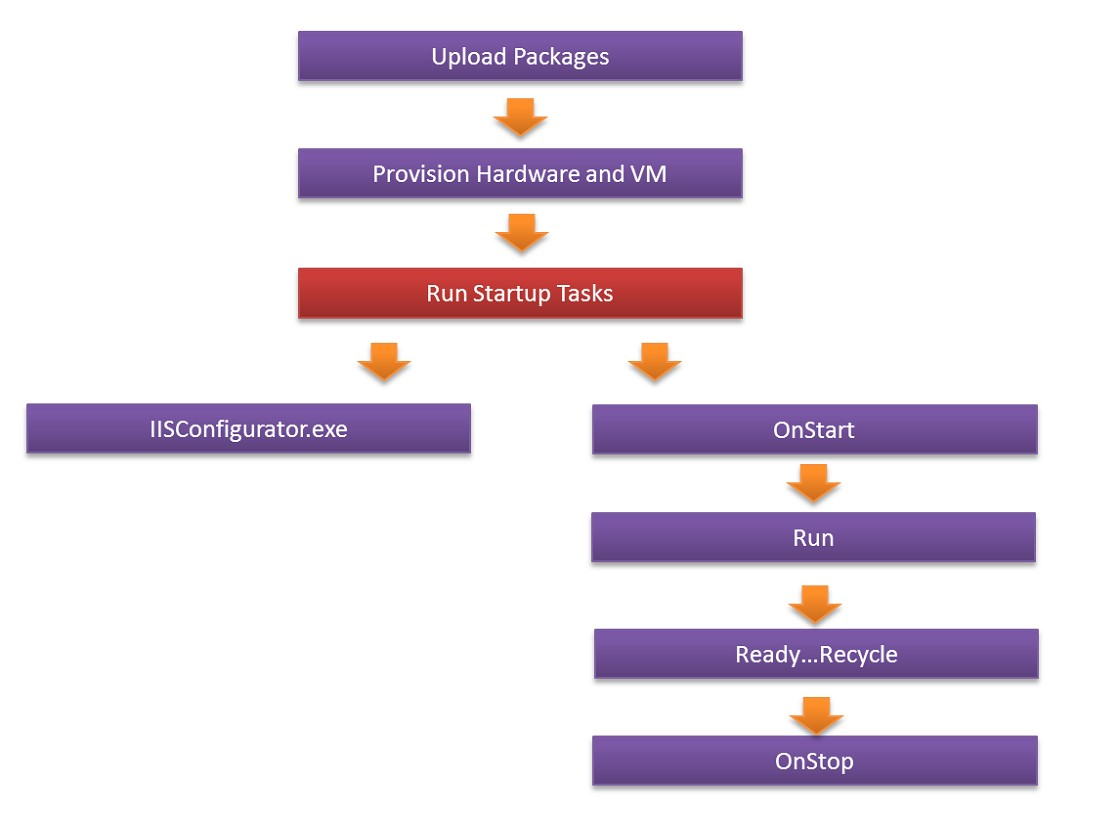 Upload Packages
Provision Hardware and VM
Run Startup Tasks
IISConfigurator.exe
OnStart
Run
Ready...Recycle
OnStop